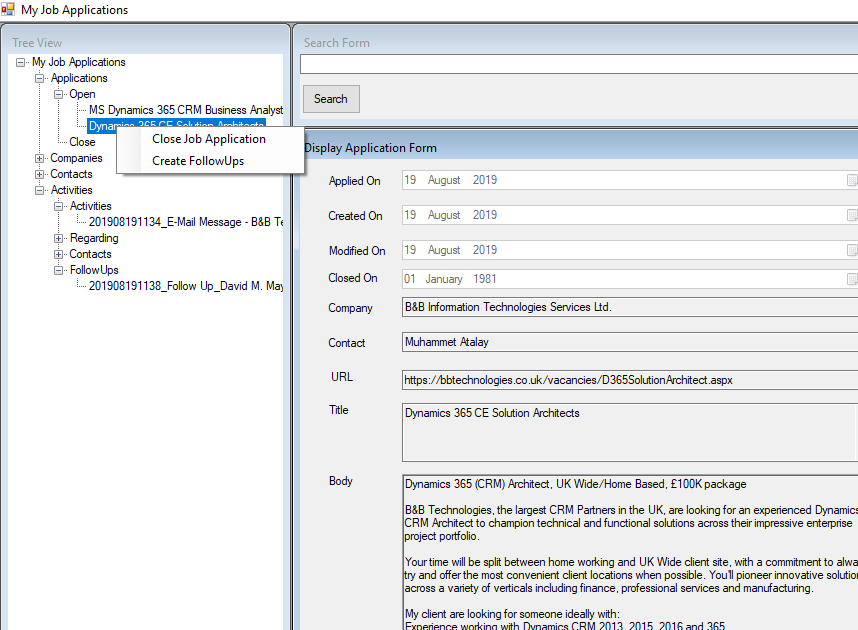 My Job Applications
Tree View
My Job Applications
Applications
Open
MS Dynamics 365 CRM Business Analyst
Dynamics 365 CE Solution Architects
Close
Companies
Contacts
Activities
Activities
201908191134_E-Mail Message - B&B Te
Regarding
Contacts
FollowUps
201908191138_Follow Up_David M. May
Close Job Application
Create FollowUps
Search Form
Search
Display Application Form
Applied On 19 August 2019
Created On 19 August 2019
Modified On 19 August 2019
Closed On 01 January 1981
Company B&B Information Technologies Services Ltd.
Contact Muhammet Atalay
URL https://bbtechnologies.co.uk/vacancies/D365SolutionArchitect.aspx
Title Dynamics 365 CE Solution Architects
Body Dynamics 365 (CRM) Architect, UK Wide/Home Based, £100K package
B&B Technologies, the largest CRM Partners in the UK, are looking for an experienced Dynamics
CRM Architect to champion technical and functional solutions across their impressive enterprise
project portfolio.
Your time will be split between home working and UK Wide client site, with a commitment to alwa
try and offer the most convenient client locations when possible. You'll pioneer innovative solution
across a variety of verticals including finance, professional services and manufacturing.
My client are looking for someone ideally with:
Experience working with Dynamics CRM 2013, 2015, 2016 and 365